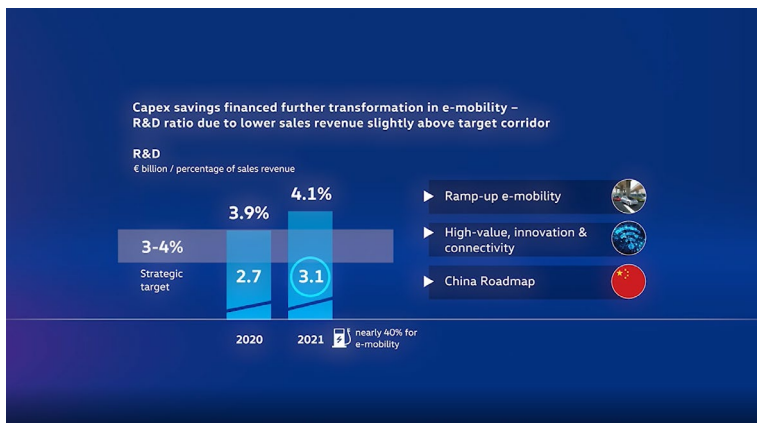 Capex savings financed further transformation in e-mobility –
R&D ratio due to lower sales revenue slightly above target corridor
R&D
€ billion / percentage of sales revenue
4.1%
3.9%
3-4%
Strategic
target
2.7
3.1
2020
2021
nearly 40% for
e-mobility
Ramp-up e-mobility
High-value, innovation &
connectivity
China Roadmap